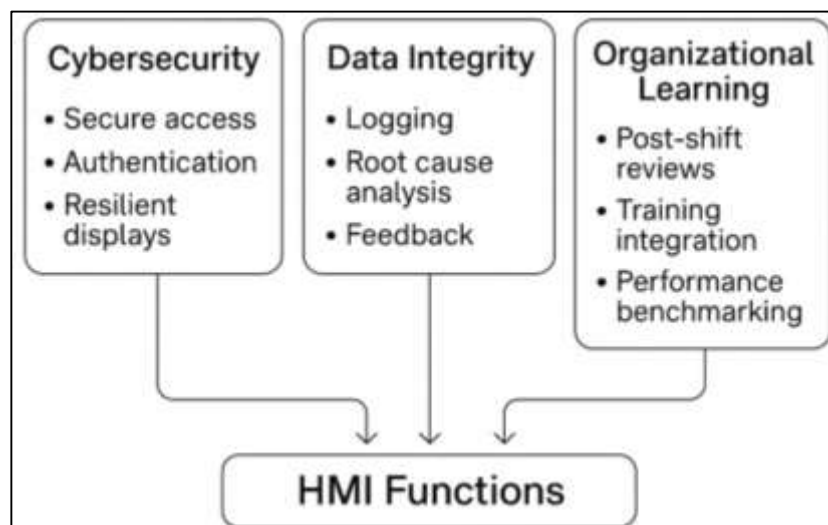 Cybersecurity
• Secure access
• Authentication
• Resilient
displays
Data Integrity
• Logging
• Root cause
analysis
• Feedback
Organizational
Learning
• Post-shift
reviews
• Training
integration
• Performance
benchmarking
HMI Functions